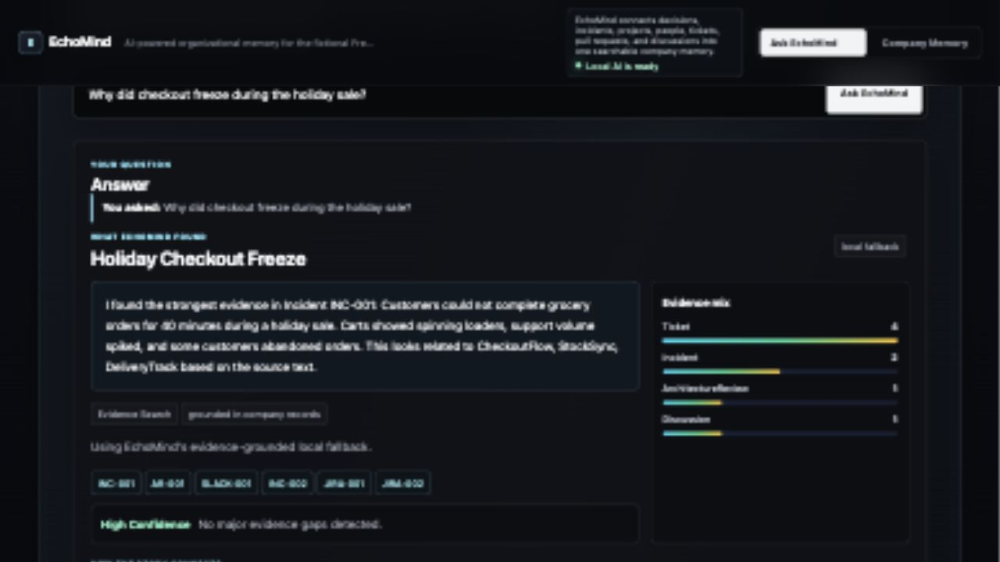 EchoMind
AI-powered organizational memory for the fictional Fre...
EchoMind connects decisions,
incidents, projects, people, tickets,
pull requests, and discussions into
one searchable company memory.
Local AI is ready
Ask EchoMind
Company Memory
Why did checkout freeze during the holiday sale?
Ask EchoMind
YOUR QUESTION
Answer
You asked: Why did checkout freeze during the holiday sale?
WHAT ECHOMIND FOUND
Holiday Checkout Freeze
local fallback
I found the strongest evidence in Incident INC-001: Customers could not complete grocery
orders for 40 minutes during a holiday sale. Carts showed spinning loaders, support volume
spiked, and some customers abandoned orders. This looks related to CheckoutFlow, StockSync,
DeliveryTrack based on the source text.
Evidence mix
Ticket 4
Incident 2
ArchitectureReview 1
Discussion 1
Evidence Search
grounded in company records
Using EchoMind's evidence-grounded local fallback.
INC-001
AR-001
SLACK-001
INC-002
JIRA-001
JIRA-002
High Confidence No major evidence gaps detected.